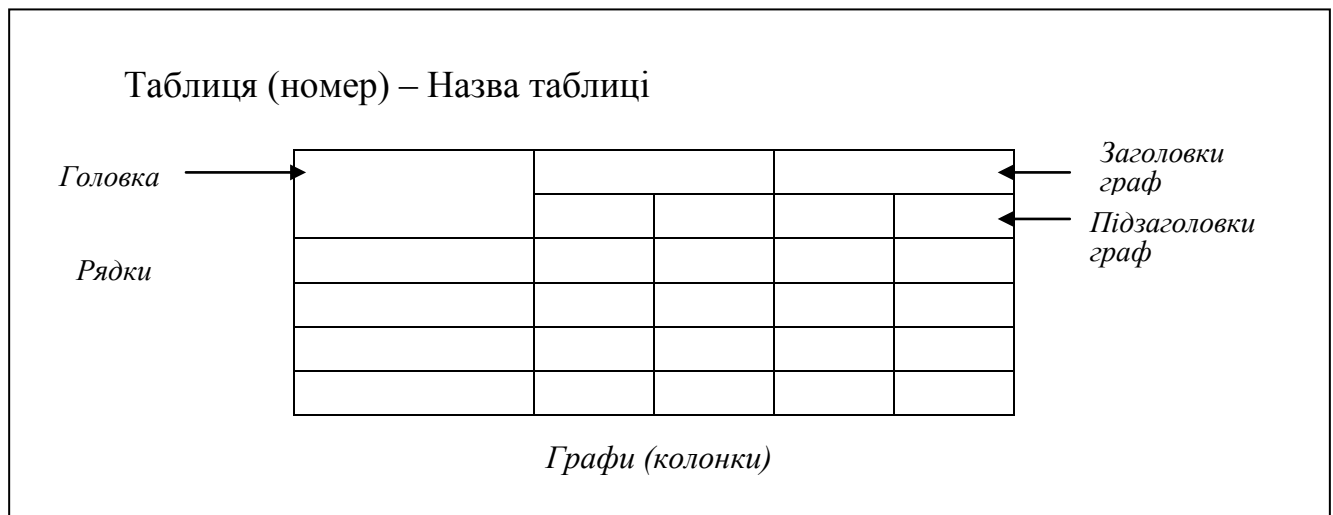 Таблиця (номер) – Назва таблиці
Головка
Заголовки
граф
Підзаголовки
граф
Рядки
Графи (колонки)